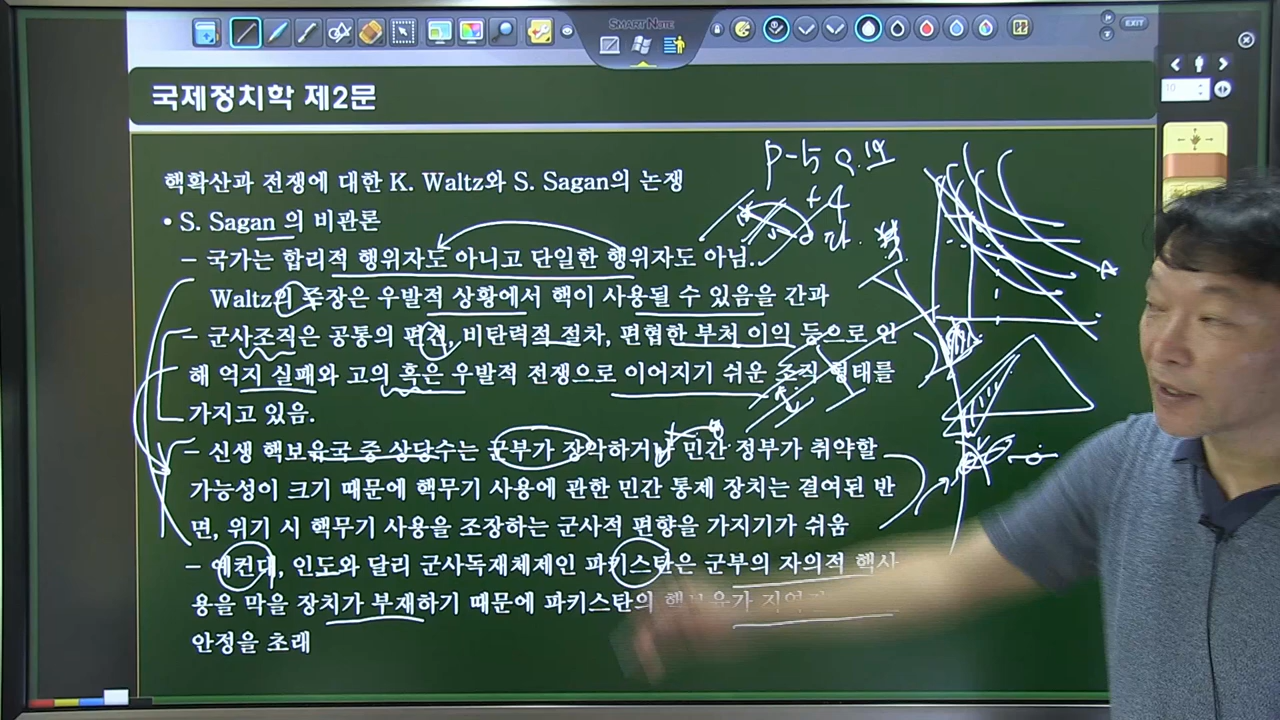 SMART NOTE
EXIT
10
국제정치학 제2문
P-5
+4
핵확산과 전쟁에 대한 K. Waltz와 S. Sagan의 논쟁
• S. Sagan 의 비관론
– 국가는 합리적 행위자도 아니고 단일한 행위자도 아님..
Waltz의 주장은 우발적 상황에서 핵이 사용될 수 있음을 간과
– 군사조직은 공통의 편견, 비탄력적 절차, 편협한 부처 이익 등으로 인
해 억지 실패와 고의 혹은 우발적 전쟁으로 이어지기 쉬운 조직 형태를
가지고 있음.
– 신생 핵보유국 중 상당수는 군부가 장악하거나 민간 정부가 취약할
가능성이 크기 때문에 핵무기 사용에 관한 민간 통제 장치는 결여된 반
면, 위기 시 핵무기 사용을 조장하는 군사적 편향을 가지기가 쉬움
– 예컨대, 인도와 달리 군사독재체제인 파키스탄은 군부의 자의적 핵사
용을 막을 장치가 부재하기 때문에 파키스탄의 핵보유가
안정을 초래